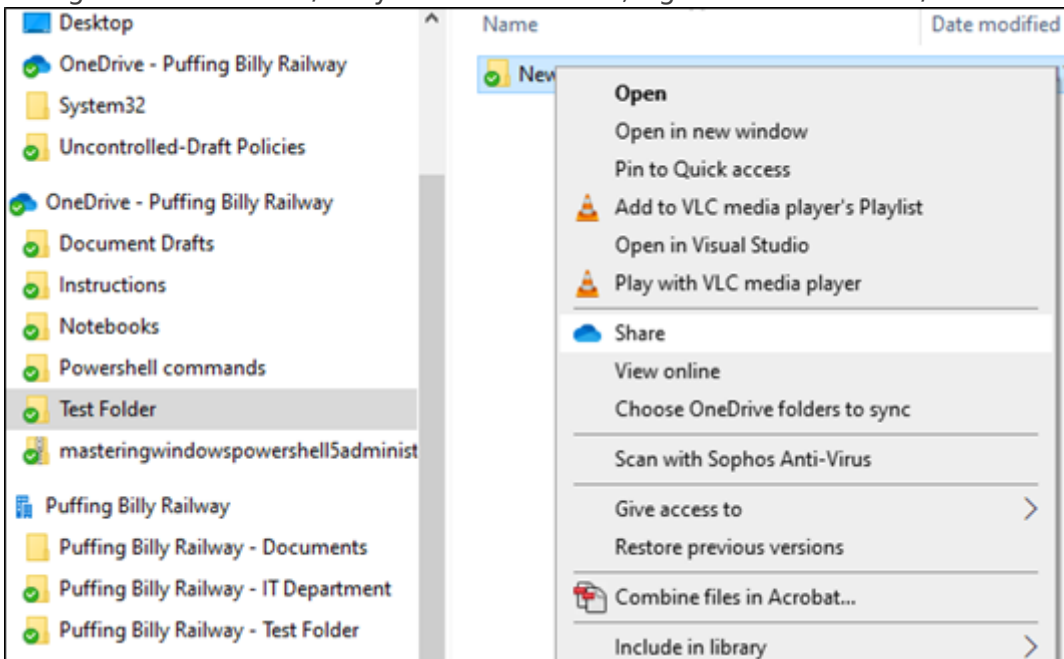 Desktop
OneDrive - Puffing Billy Railway
System32
Uncontrolled-Draft Policies
OneDrive - Puffing Billy Railway
Document Drafts
Instructions
Notebooks
Powershell commands
Test Folder
masteringwindowspowershell5administ
Puffing Billy Railway
Puffing Billy Railway - Documents
Puffing Billy Railway - IT Department
Puffing Billy Railway - Test Folder
Name
Date modified
New
Open
Open in new window
Pin to Quick access
Add to VLC media player's Playlist
Open in Visual Studio
Play with VLC media player
Share
View online
Choose OneDrive folders to sync
Scan with Sophos Anti-Virus
Give access to
Restore previous versions
Combine files in Acrobat...
Include in library